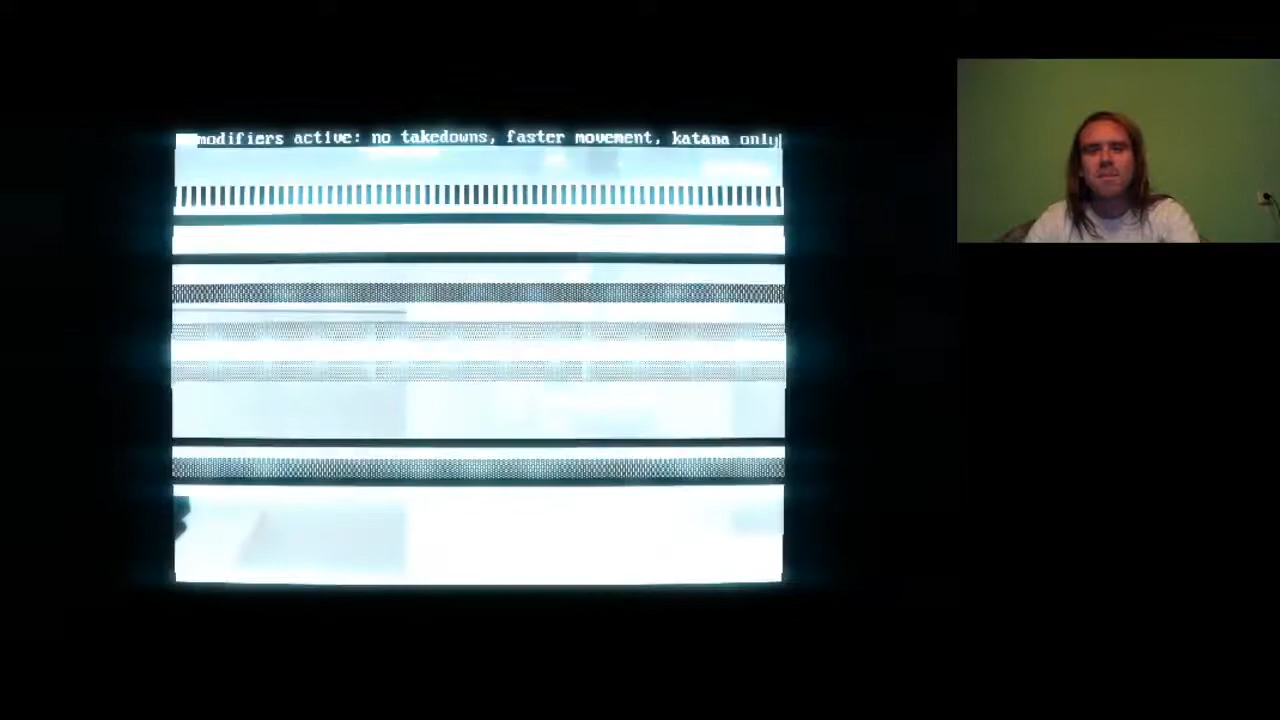 modifiers active: no takedowns, faster movement, katana only